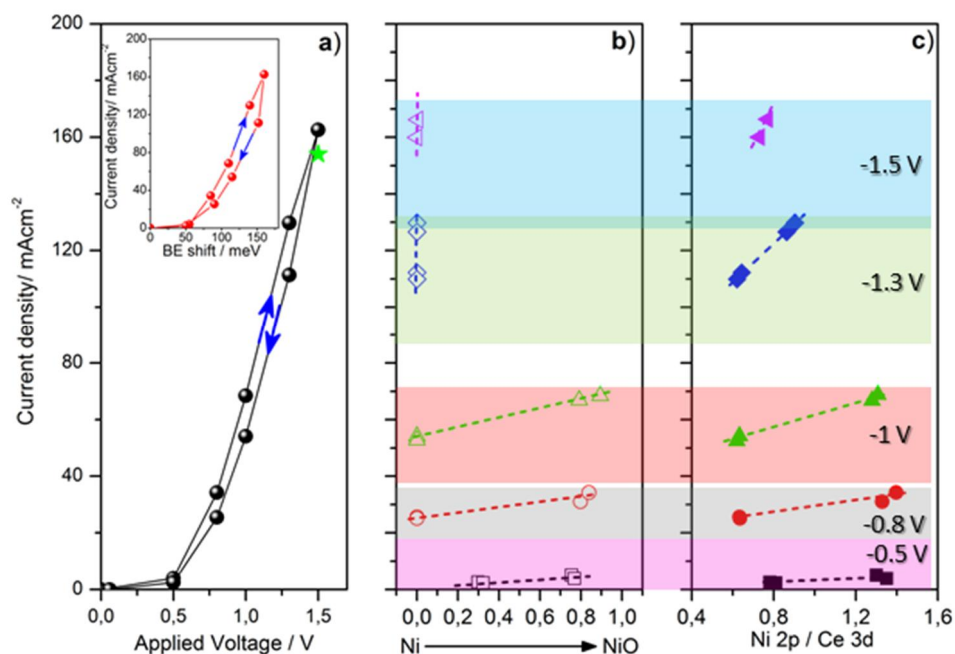 a)
b)
c)
Current density/ mAcm⁻²
200
160
120
80
40
0
0,0 0,5 1,0 1,5
Applied Voltage / V
Current density/ mAcm⁻²
200
160
120
80
40
0
0 50 100 150
BE shift / meV
0,0 0,2 0,4 0,6 0,8 1,0
Ni NiO
-1.5 V
-1.3 V
-1 V
-0.8 V
-0.5 V
0,4 0,8 1,2 1,6
Ni 2p / Ce 3d